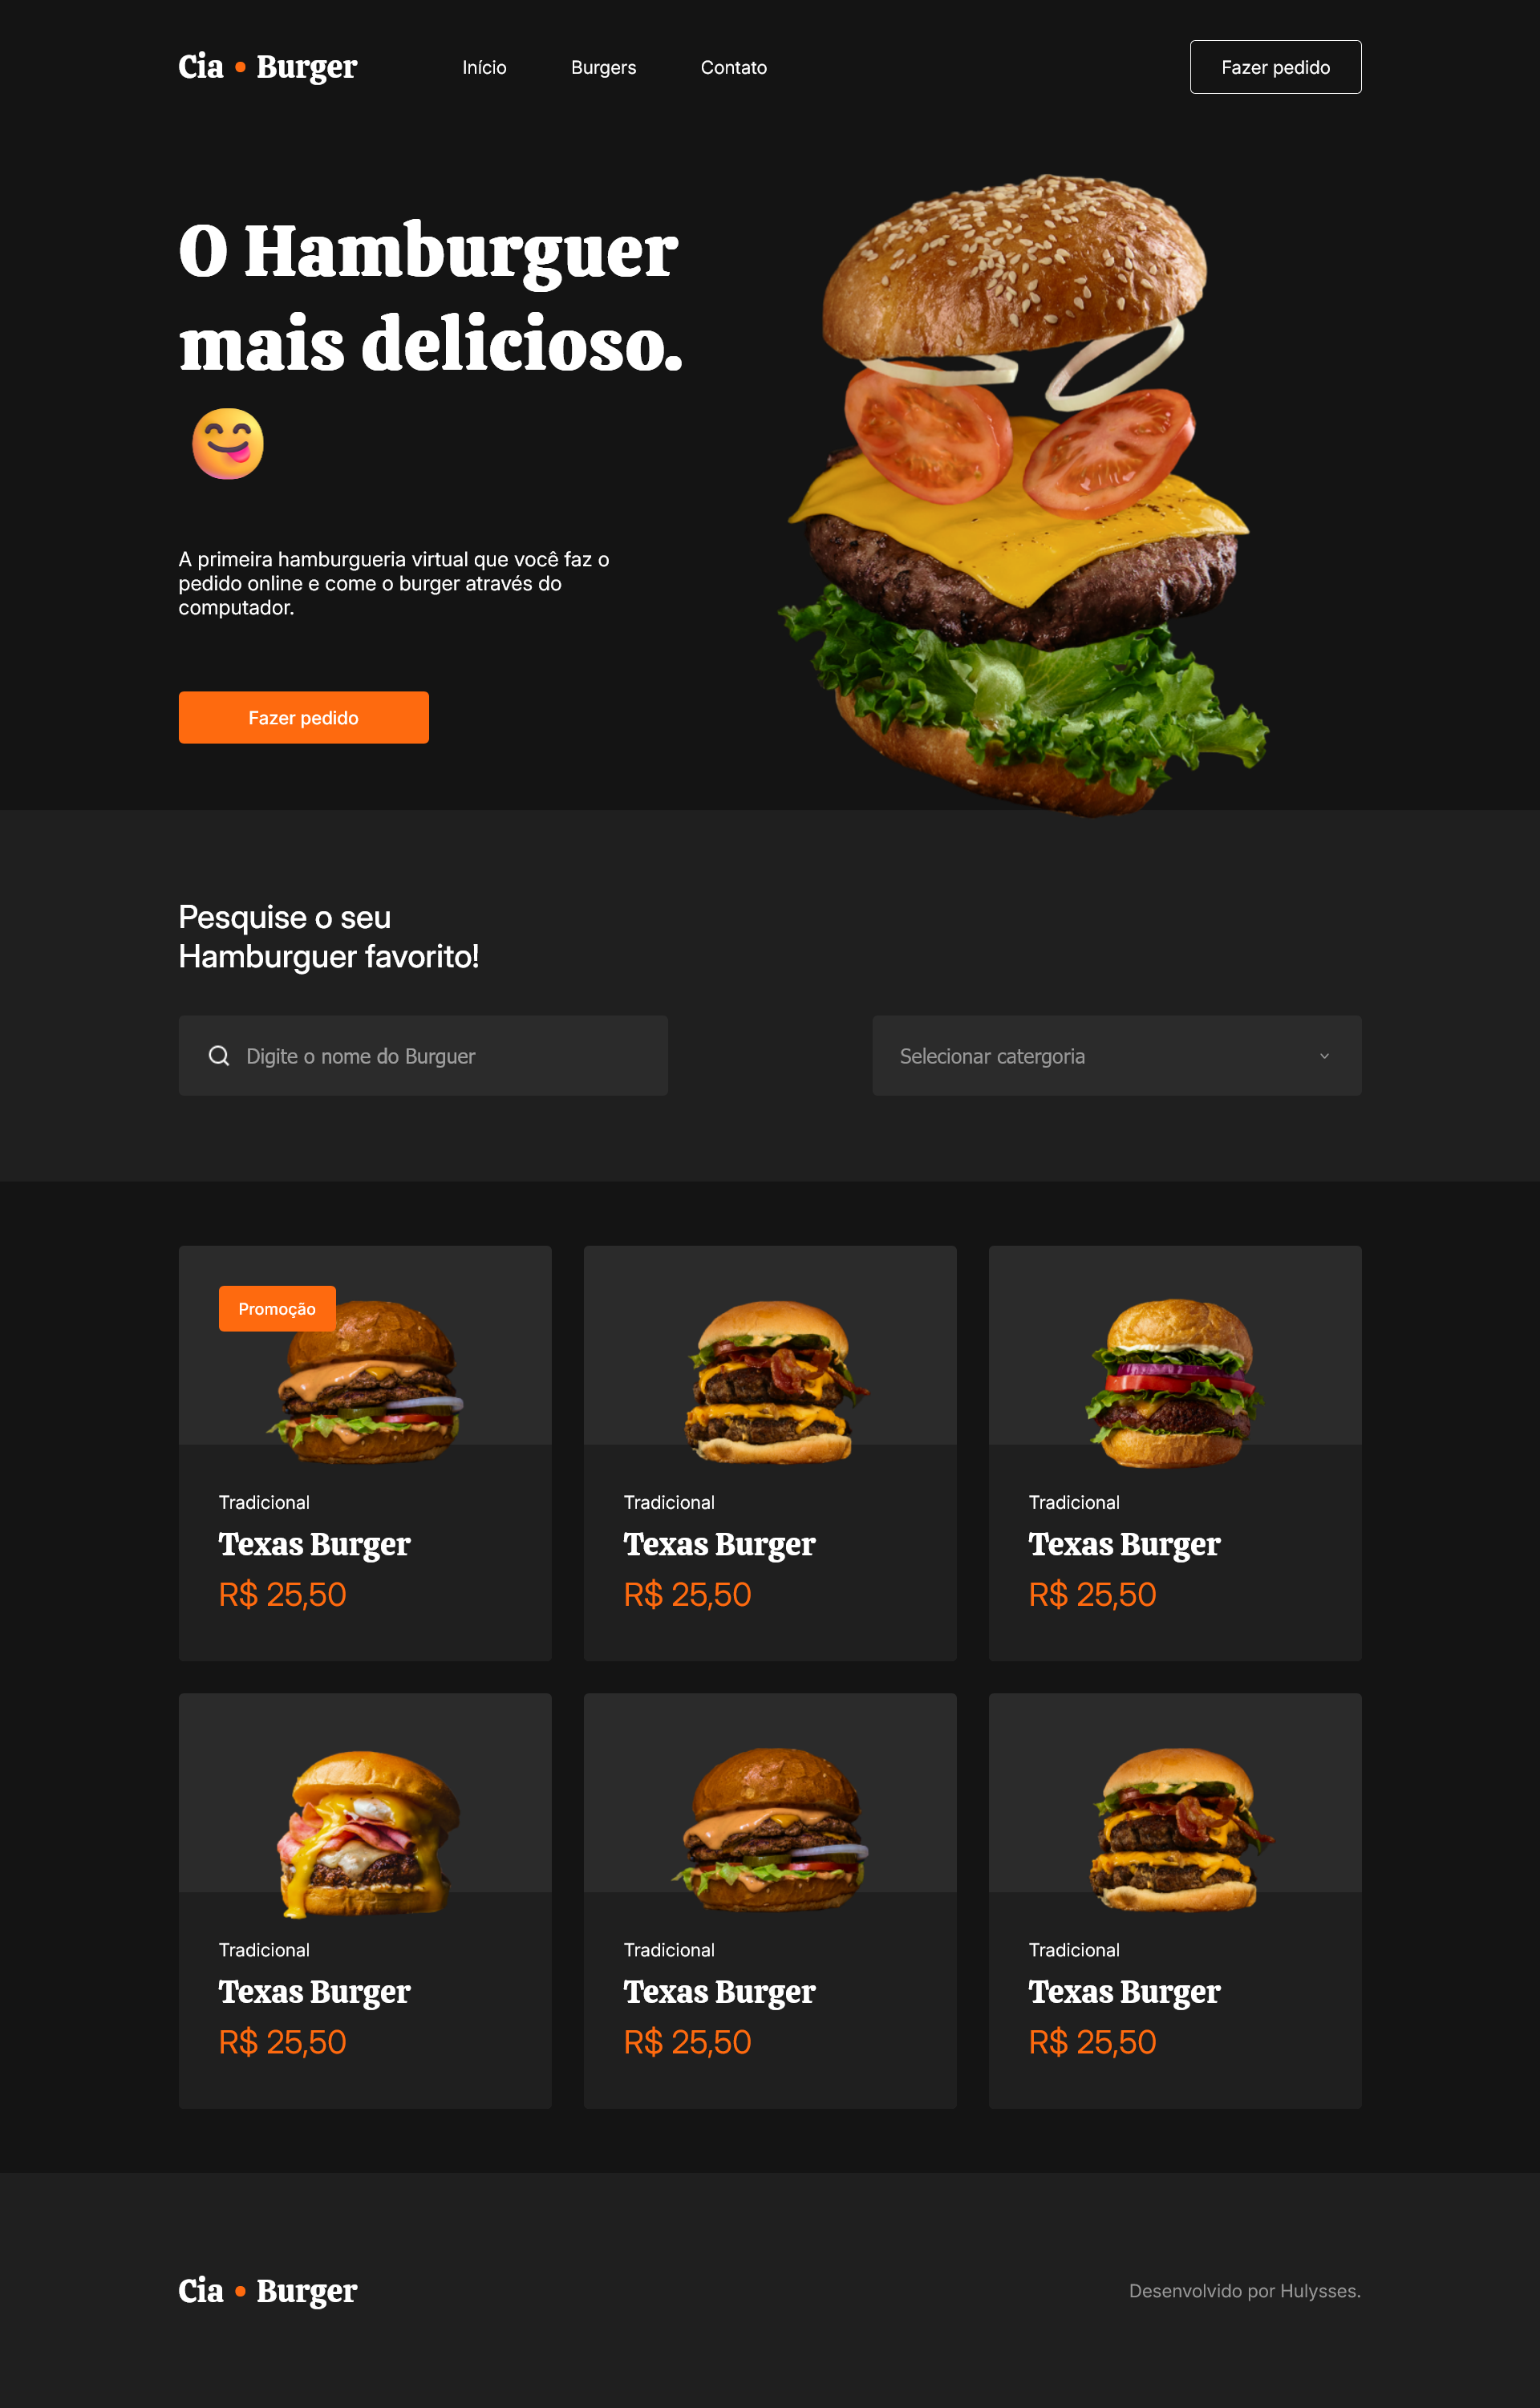 Cia • Burger
Início
Burgers
Contato
Fazer pedido
O Hamburguer
mais delicioso.
A primeira hamburgueria virtual que você faz o
pedido online e come o burger através do
computador.
Fazer pedido
Pesquise o seu
Hamburguer favorito!
Digite o nome do Burguer
Selecionar catergoria
Promoção
Tradicional
Texas Burger
R$ 25,50
Tradicional
Texas Burger
R$ 25,50
Tradicional
Texas Burger
R$ 25,50
Tradicional
Texas Burger
R$ 25,50
Tradicional
Texas Burger
R$ 25,50
Tradicional
Texas Burger
R$ 25,50
Cia • Burger
Desenvolvido por Hulysses.